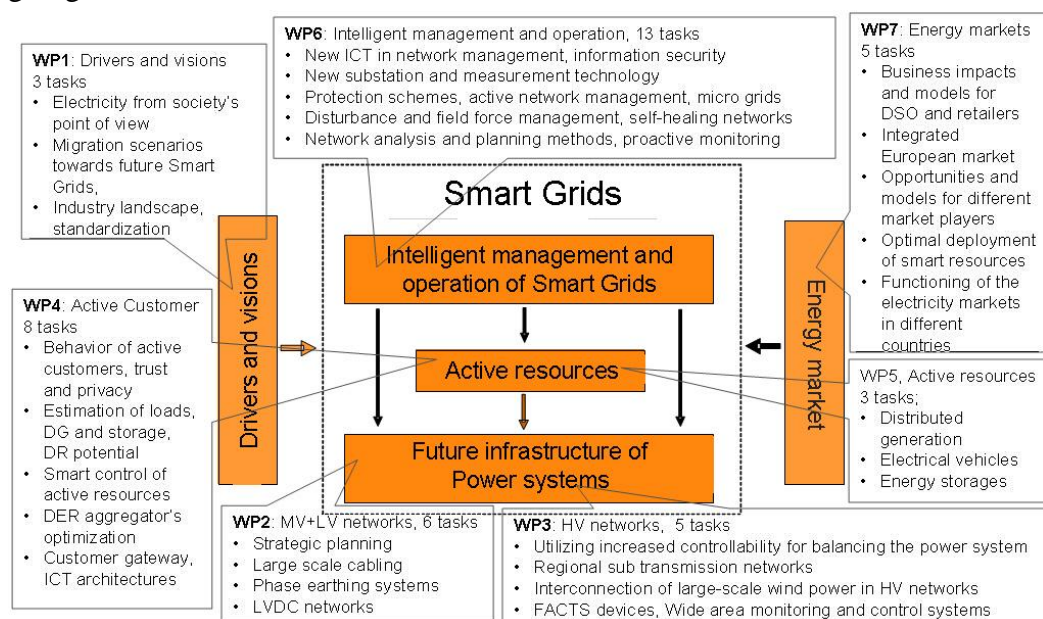 WP1: Drivers and visions
3 tasks
• Electricity from society's
point of view
• Migration scenarios
towards future Smart
Grids,
• Industry landscape,
standardization
WP6: Intelligent management and operation, 13 tasks
• New ICT in network management, information security
• New substation and measurement technology
• Protection schemes, active network management, micro grids
• Disturbance and field force management, self-healing networks
• Network analysis and planning methods, proactive monitoring
WP7: Energy markets
5 tasks
• Business impacts
and models for
DSO and retailers
• Integrated
European market
• Opportunities and
models for different
market players
• Optimal deployment
of smart resources
• Functioning of the
electricity markets
in different
countries
Smart Grids
Intelligent management and
operation of Smart Grids
Active resources
Future infrastructure of
Power systems
Drivers and visions
Energy market
WP4: Active Customer
8 tasks
• Behavior of active
customers, trust and
privacy
• Estimation of loads,
DG and storage,
DR potential
• Smart control of
active resources
• DER aggregator's
optimization
• Customer gateway,
ICT architectures
WP5, Active resources
3 tasks;
• Distributed
generation
• Electrical vehicles
• Energy storages
WP2: MV+LV networks, 6 tasks
• Strategic planning
• Large scale cabling
• Phase earthing systems
• LVDC networks
WP3: HV networks, 5 tasks
• Utilizing increased controllability for balancing the power system
• Regional sub transmission networks
• Interconnection of large-scale wind power in HV networks
• FACTS devices, Wide area monitoring and control systems